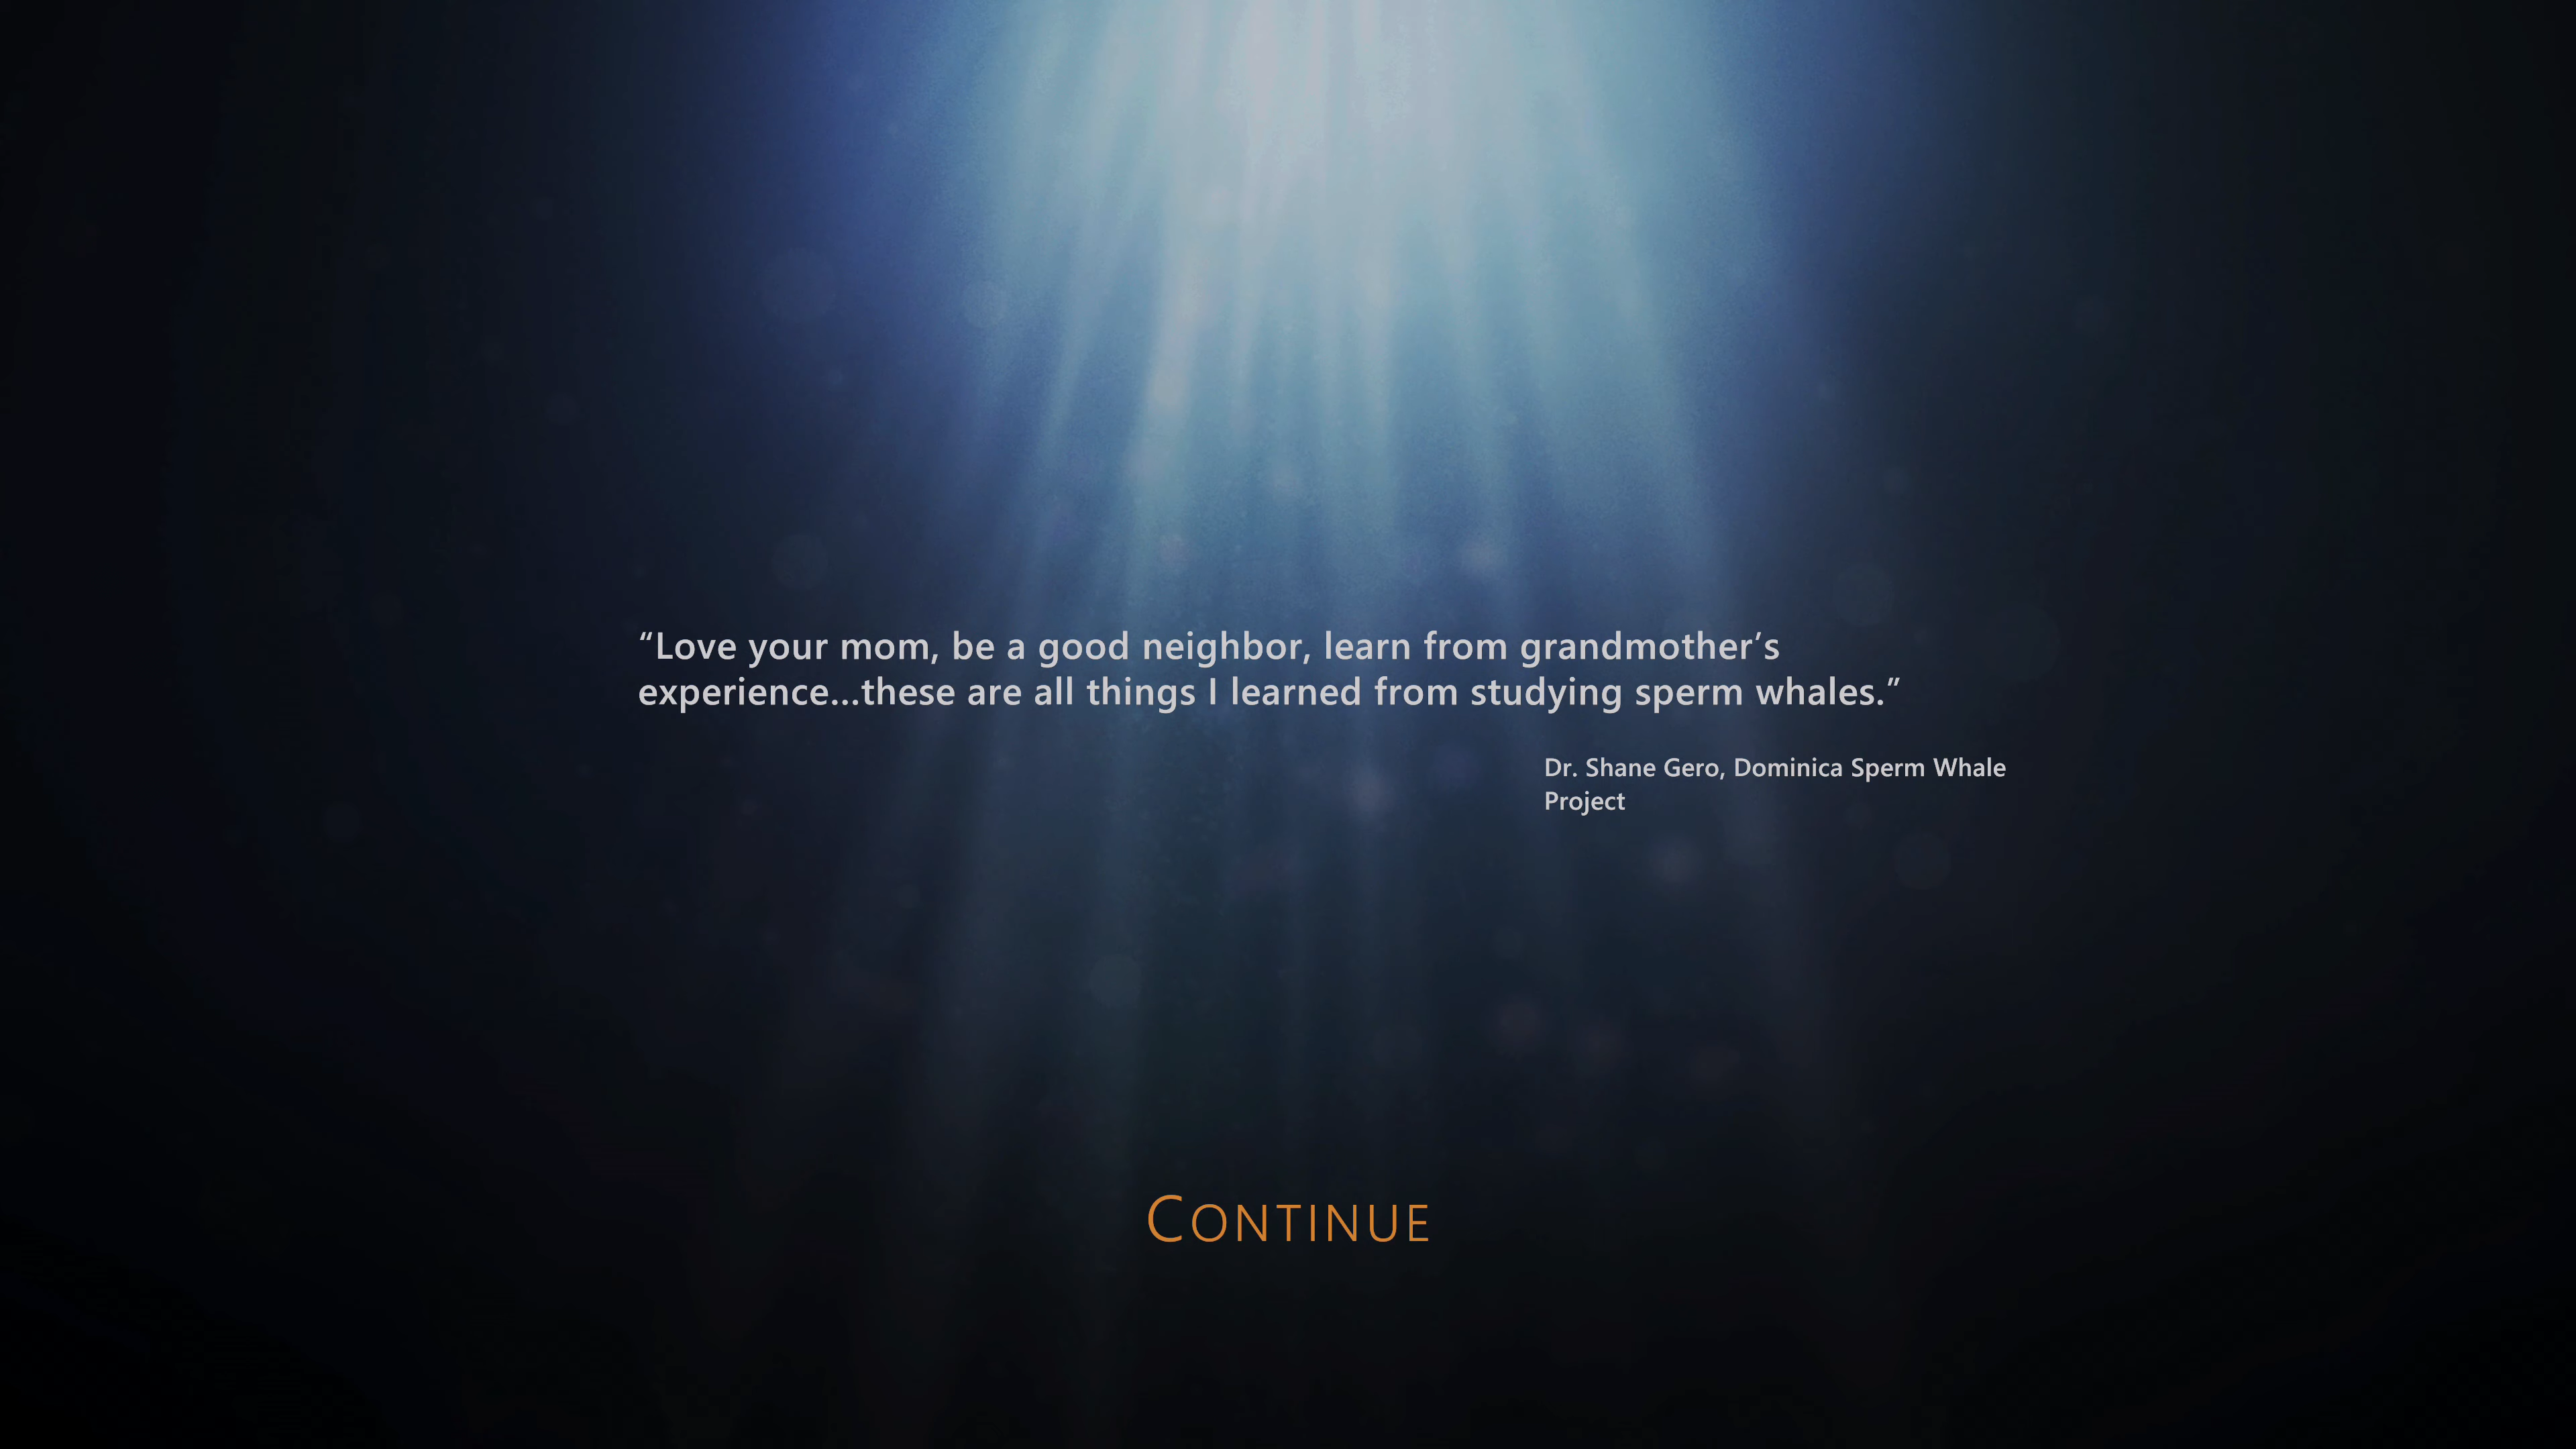 “Love your mom, be a good neighbor, learn from grandmother’s
experience...these are all things I learned from studying sperm whales.”
Dr. Shane Gero, Dominica Sperm Whale
Project
CONTINUE